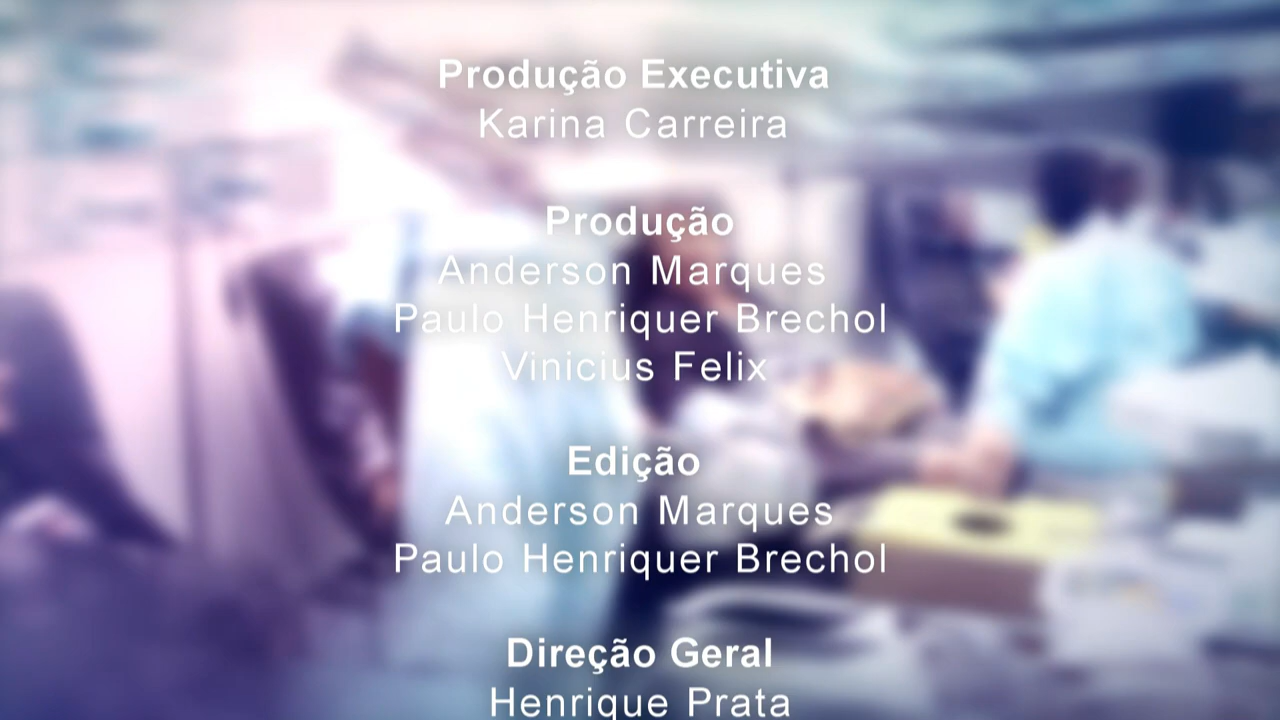 Produção Executiva
Karina Carreira
Produção
Anderson Marques
Paulo Henriquer Brechol
Vinicius Felix
Edição
Anderson Marques
Paulo Henriquer Brechol
Direção Geral
Henrique Prata